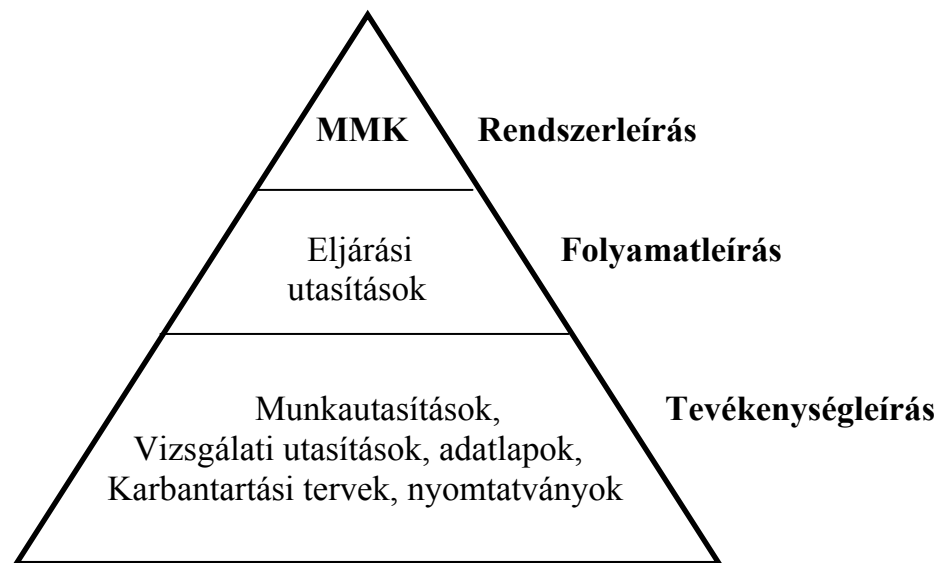 MMK Rendszerleírás
Eljárási Folyamatleírás
utasítások
Munkautasítások, Tevékenységleírás
Vizsgálati utasítások, adatlapok,
Karbantartási tervek, nyomtatványok